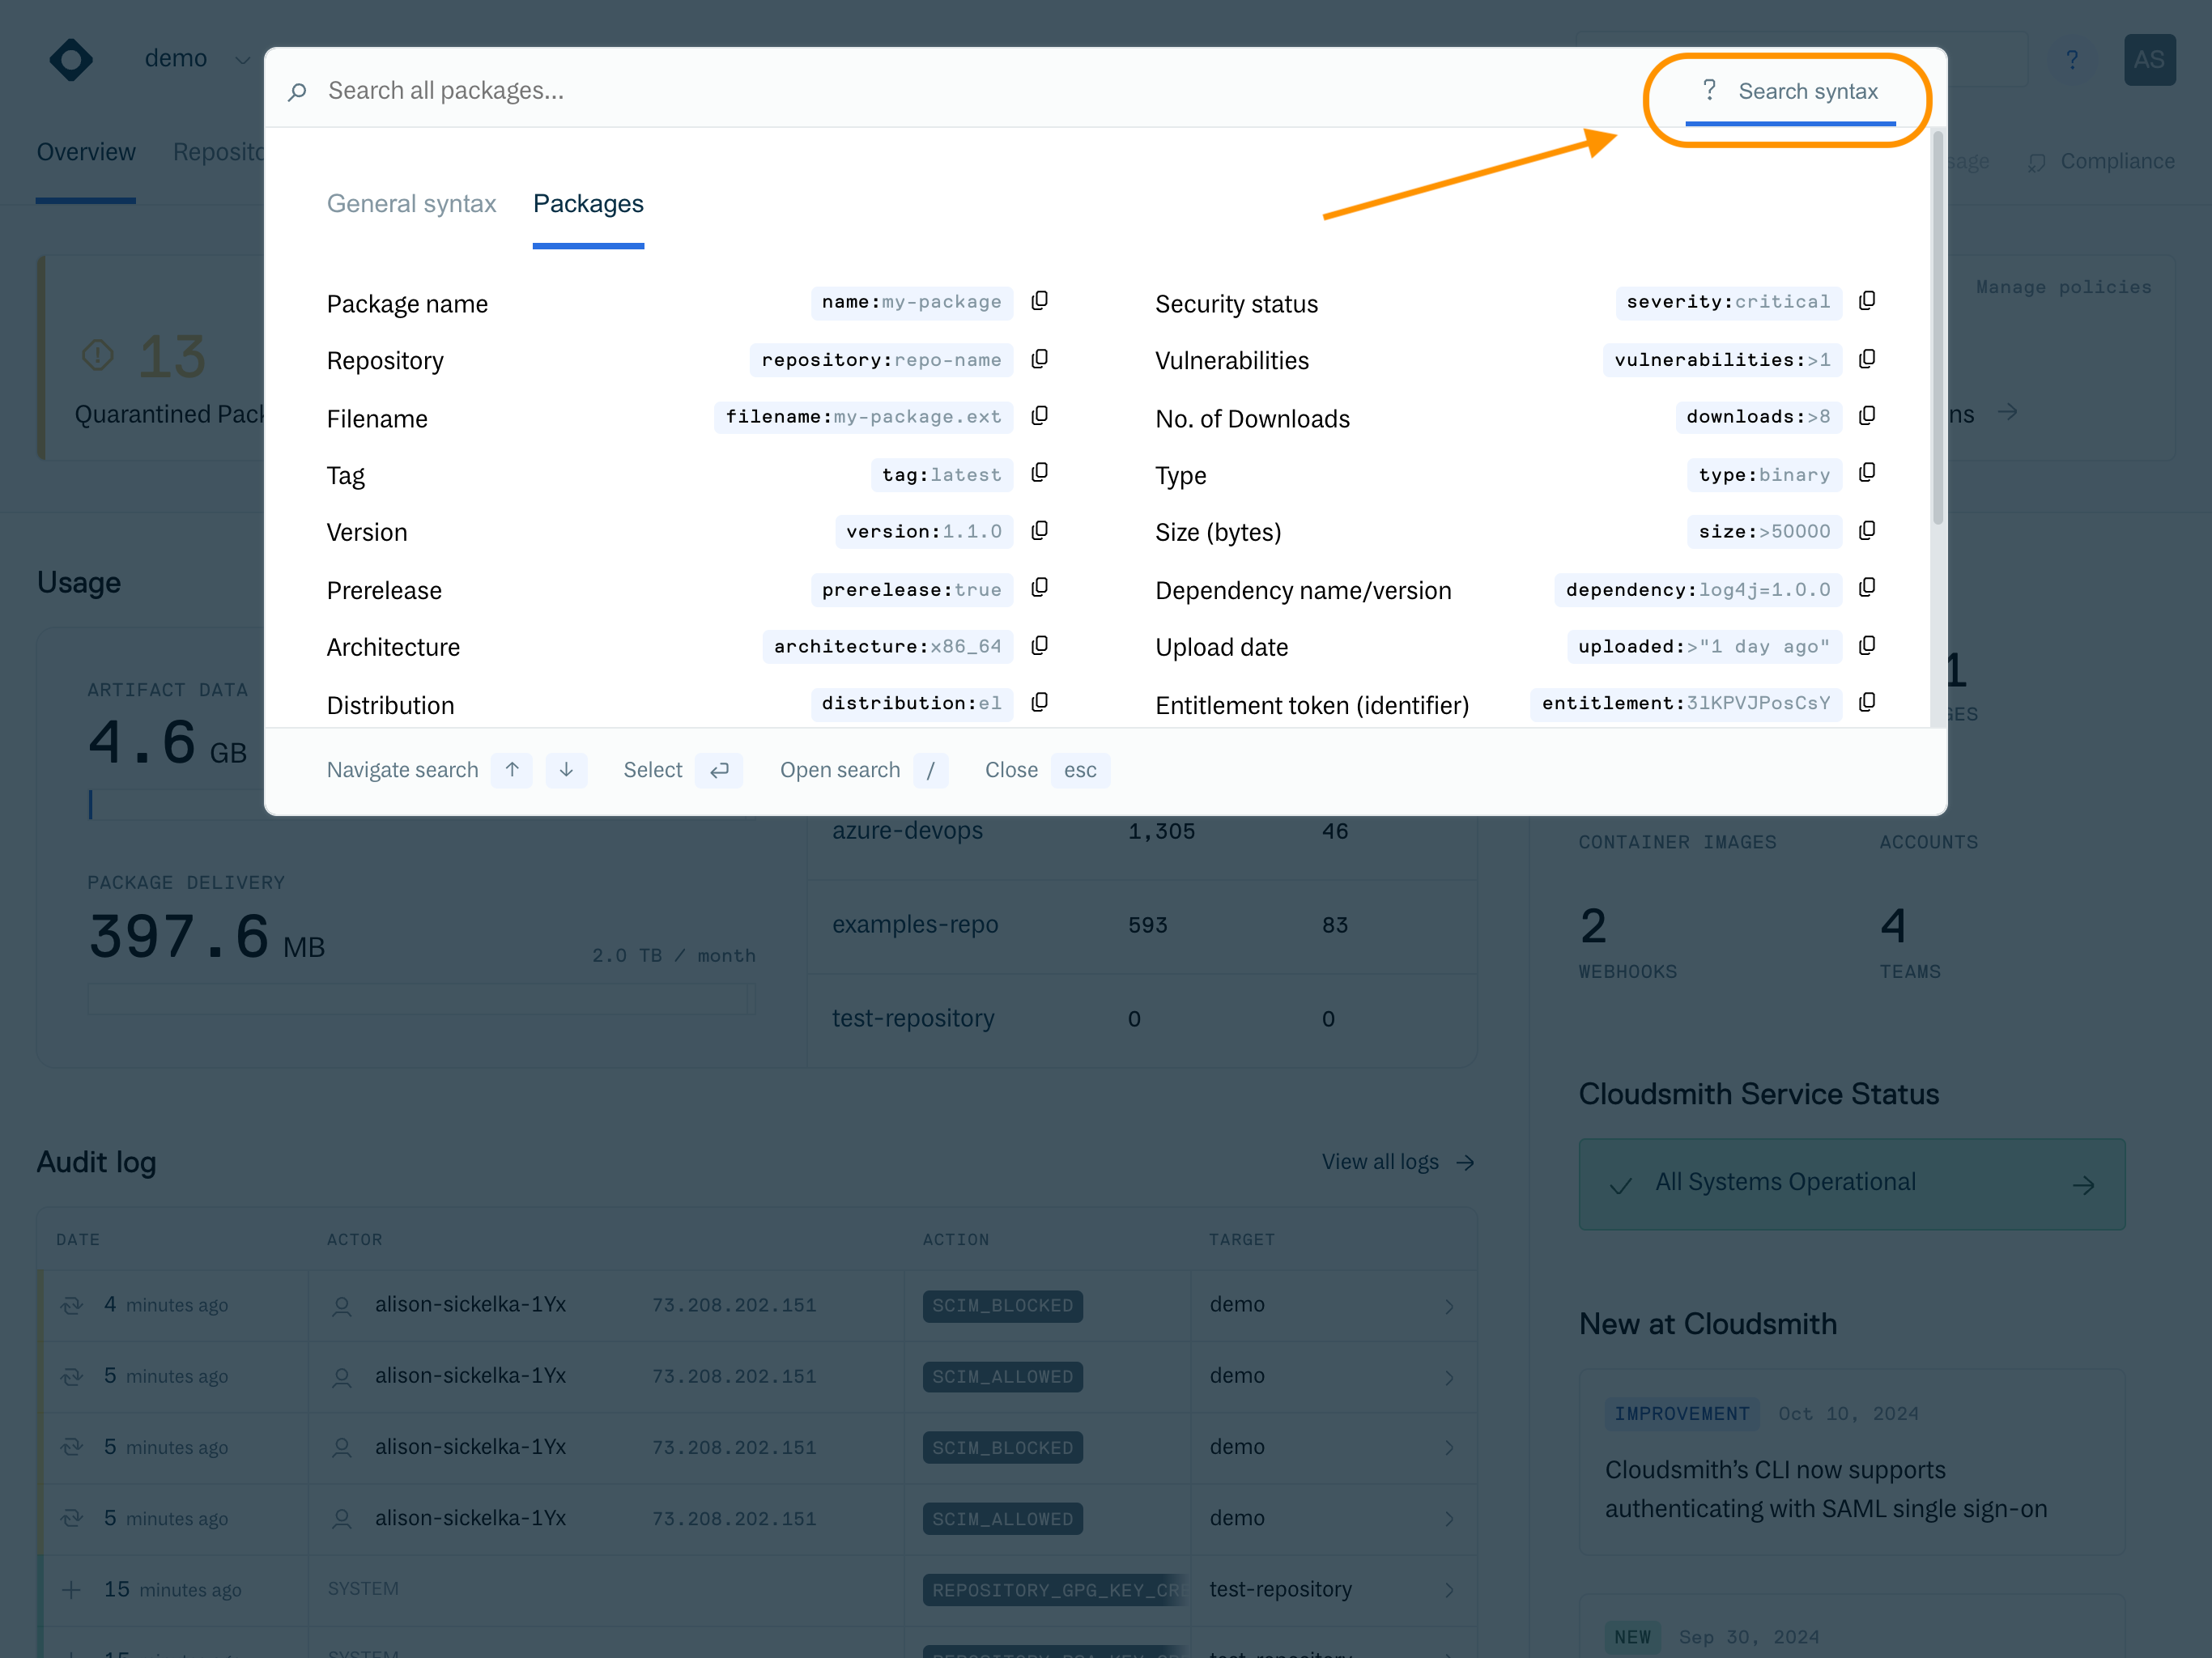 demo
? AS
Search all packages...
? Search syntax
Overview Reposito
sage Compliance
General syntax Packages
Manage policies
Package name name:my-package
Security status severity:critical
Repository repository:repo-name
Vulnerabilities vulnerabilities:>1
Filename filename:my-package.ext
No. of Downloads downloads:>8
Tag tag:latest
Type type:binary
Version version:1.1.0
Size (bytes) size:>50000
Prerelease prerelease:true
Dependency name/version dependency:log4j=1.0.0
Architecture architecture:x86_64
Upload date uploaded:>"1 day ago"
Distribution distribution:el
Entitlement token (identifier) entitlement:3lKPVJPosCsY
Navigate search ↑ ↓ Select Open search / Close esc
13
Quarantined Pack
ns →
Usage
ARTIFACT DATA
4.6 GB
PACKAGE DELIVERY
397.6 MB
2.0 TB / month
azure-devops 1,305 46
examples-repo 593 83
test-repository 0 0
1
GES
CONTAINER IMAGES ACCOUNTS
2 4
WEBHOOKS TEAMS
Cloudsmith Service Status
All Systems Operational →
Audit log
View all logs →
DATE ACTOR ACTION TARGET
4 minutes ago alison-sickelka-1Yx 73.208.202.151 SCIM_BLOCKED demo
5 minutes ago alison-sickelka-1Yx 73.208.202.151 SCIM_ALLOWED demo
5 minutes ago alison-sickelka-1Yx 73.208.202.151 SCIM_BLOCKED demo
5 minutes ago alison-sickelka-1Yx 73.208.202.151 SCIM_ALLOWED demo
15 minutes ago SYSTEM REPOSITORY_GPG_KEY_CRE test-repository
New at Cloudsmith
IMPROVEMENT Oct 10, 2024
Cloudsmith’s CLI now supports
authenticating with SAML single sign-on
NEW Sep 30, 2024